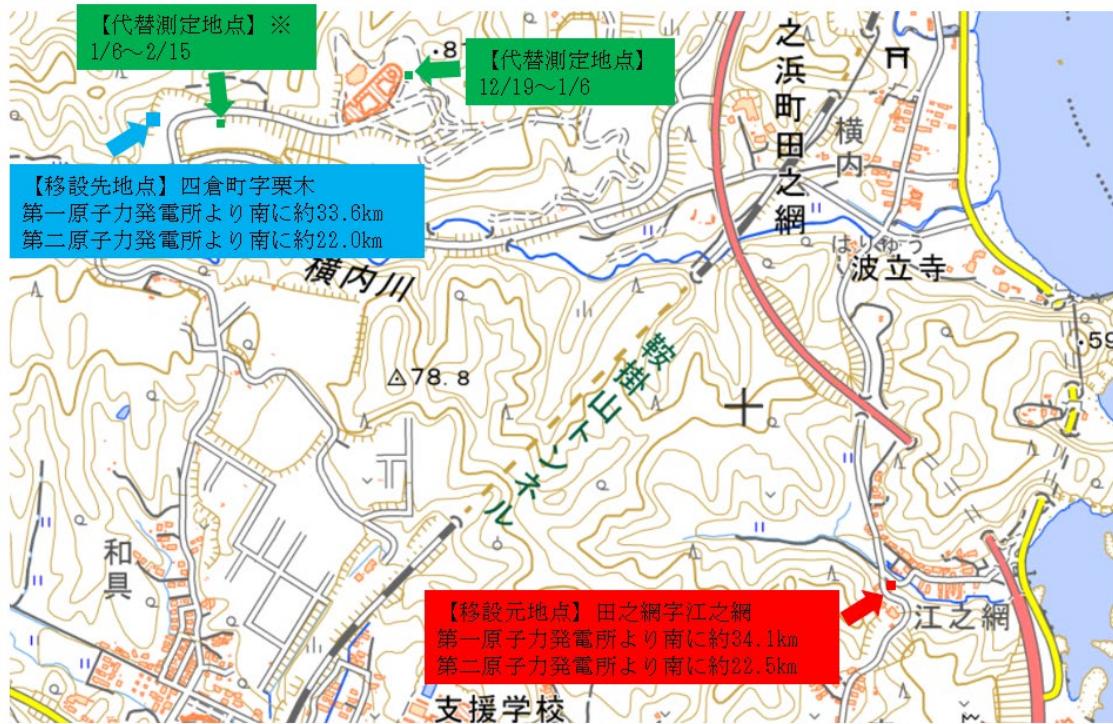 【代替測定地点】※
1/6～2/15
【代替測定地点】
12/19～1/6
【移設先地点】四倉町字栗木
第一原子力発電所より南に約33.6km
第二原子力発電所より南に約22.0km
之浜町田之網
横内
はりゅう
波立寺
横内川
78.8
鞍掛山トンネル
和具
【移設元地点】田之網字江之網
第一原子力発電所より南に約34.1km
第二原子力発電所より南に約22.5km
江之網
支援学校